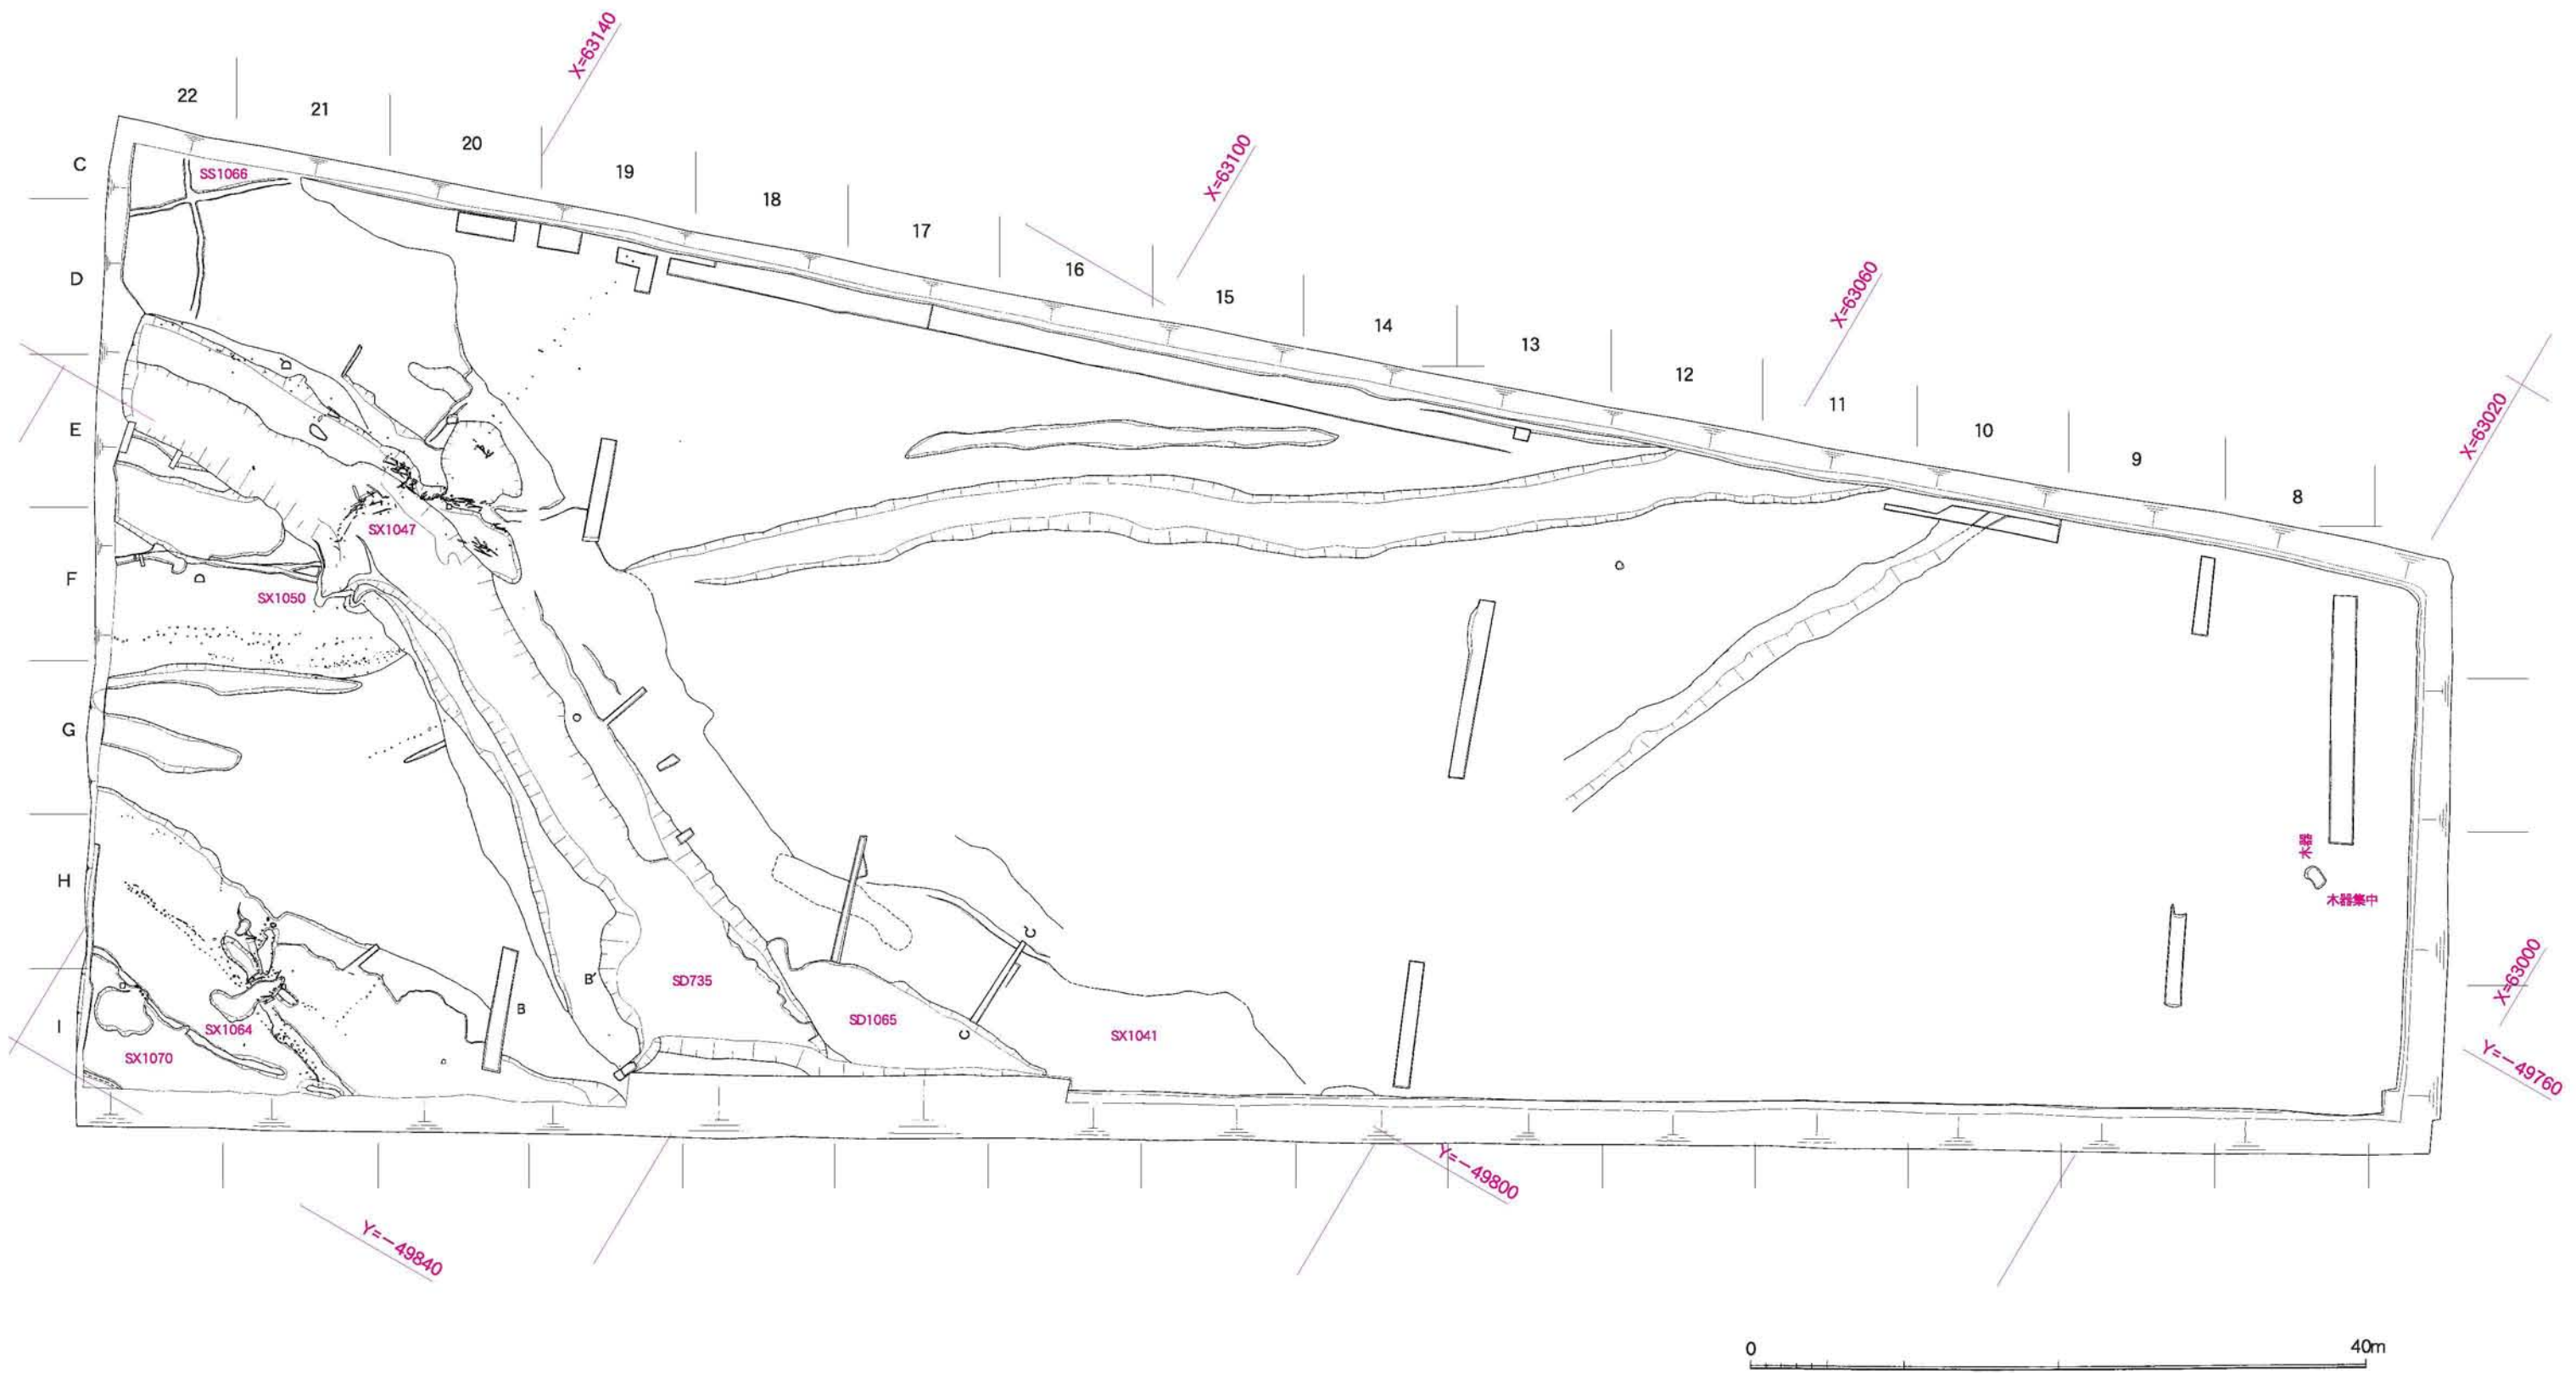 X=63140
22
21
20
19
18
17
16
15
14
13
12
11
10
9
8
X=63100
X=63060
X=63020
C
D
E
F
G
H
I
SS1066
D'
SX1047
D
SX1050
SX1064
SX1070
B'
B
SD735
SD1065
C'
C
SX1041
木器
木器集中
X=63000
Y=-49760
Y=-49800
Y=-49840
0
40m